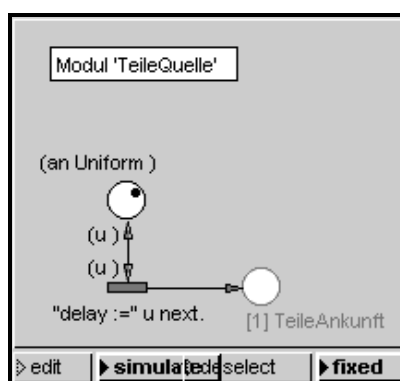 Modul 'TeileQuelle'
(an Uniform )
(u )
(u )
"delay :=" u next.
[1] TeileAnkunft
edit simulate select fixed